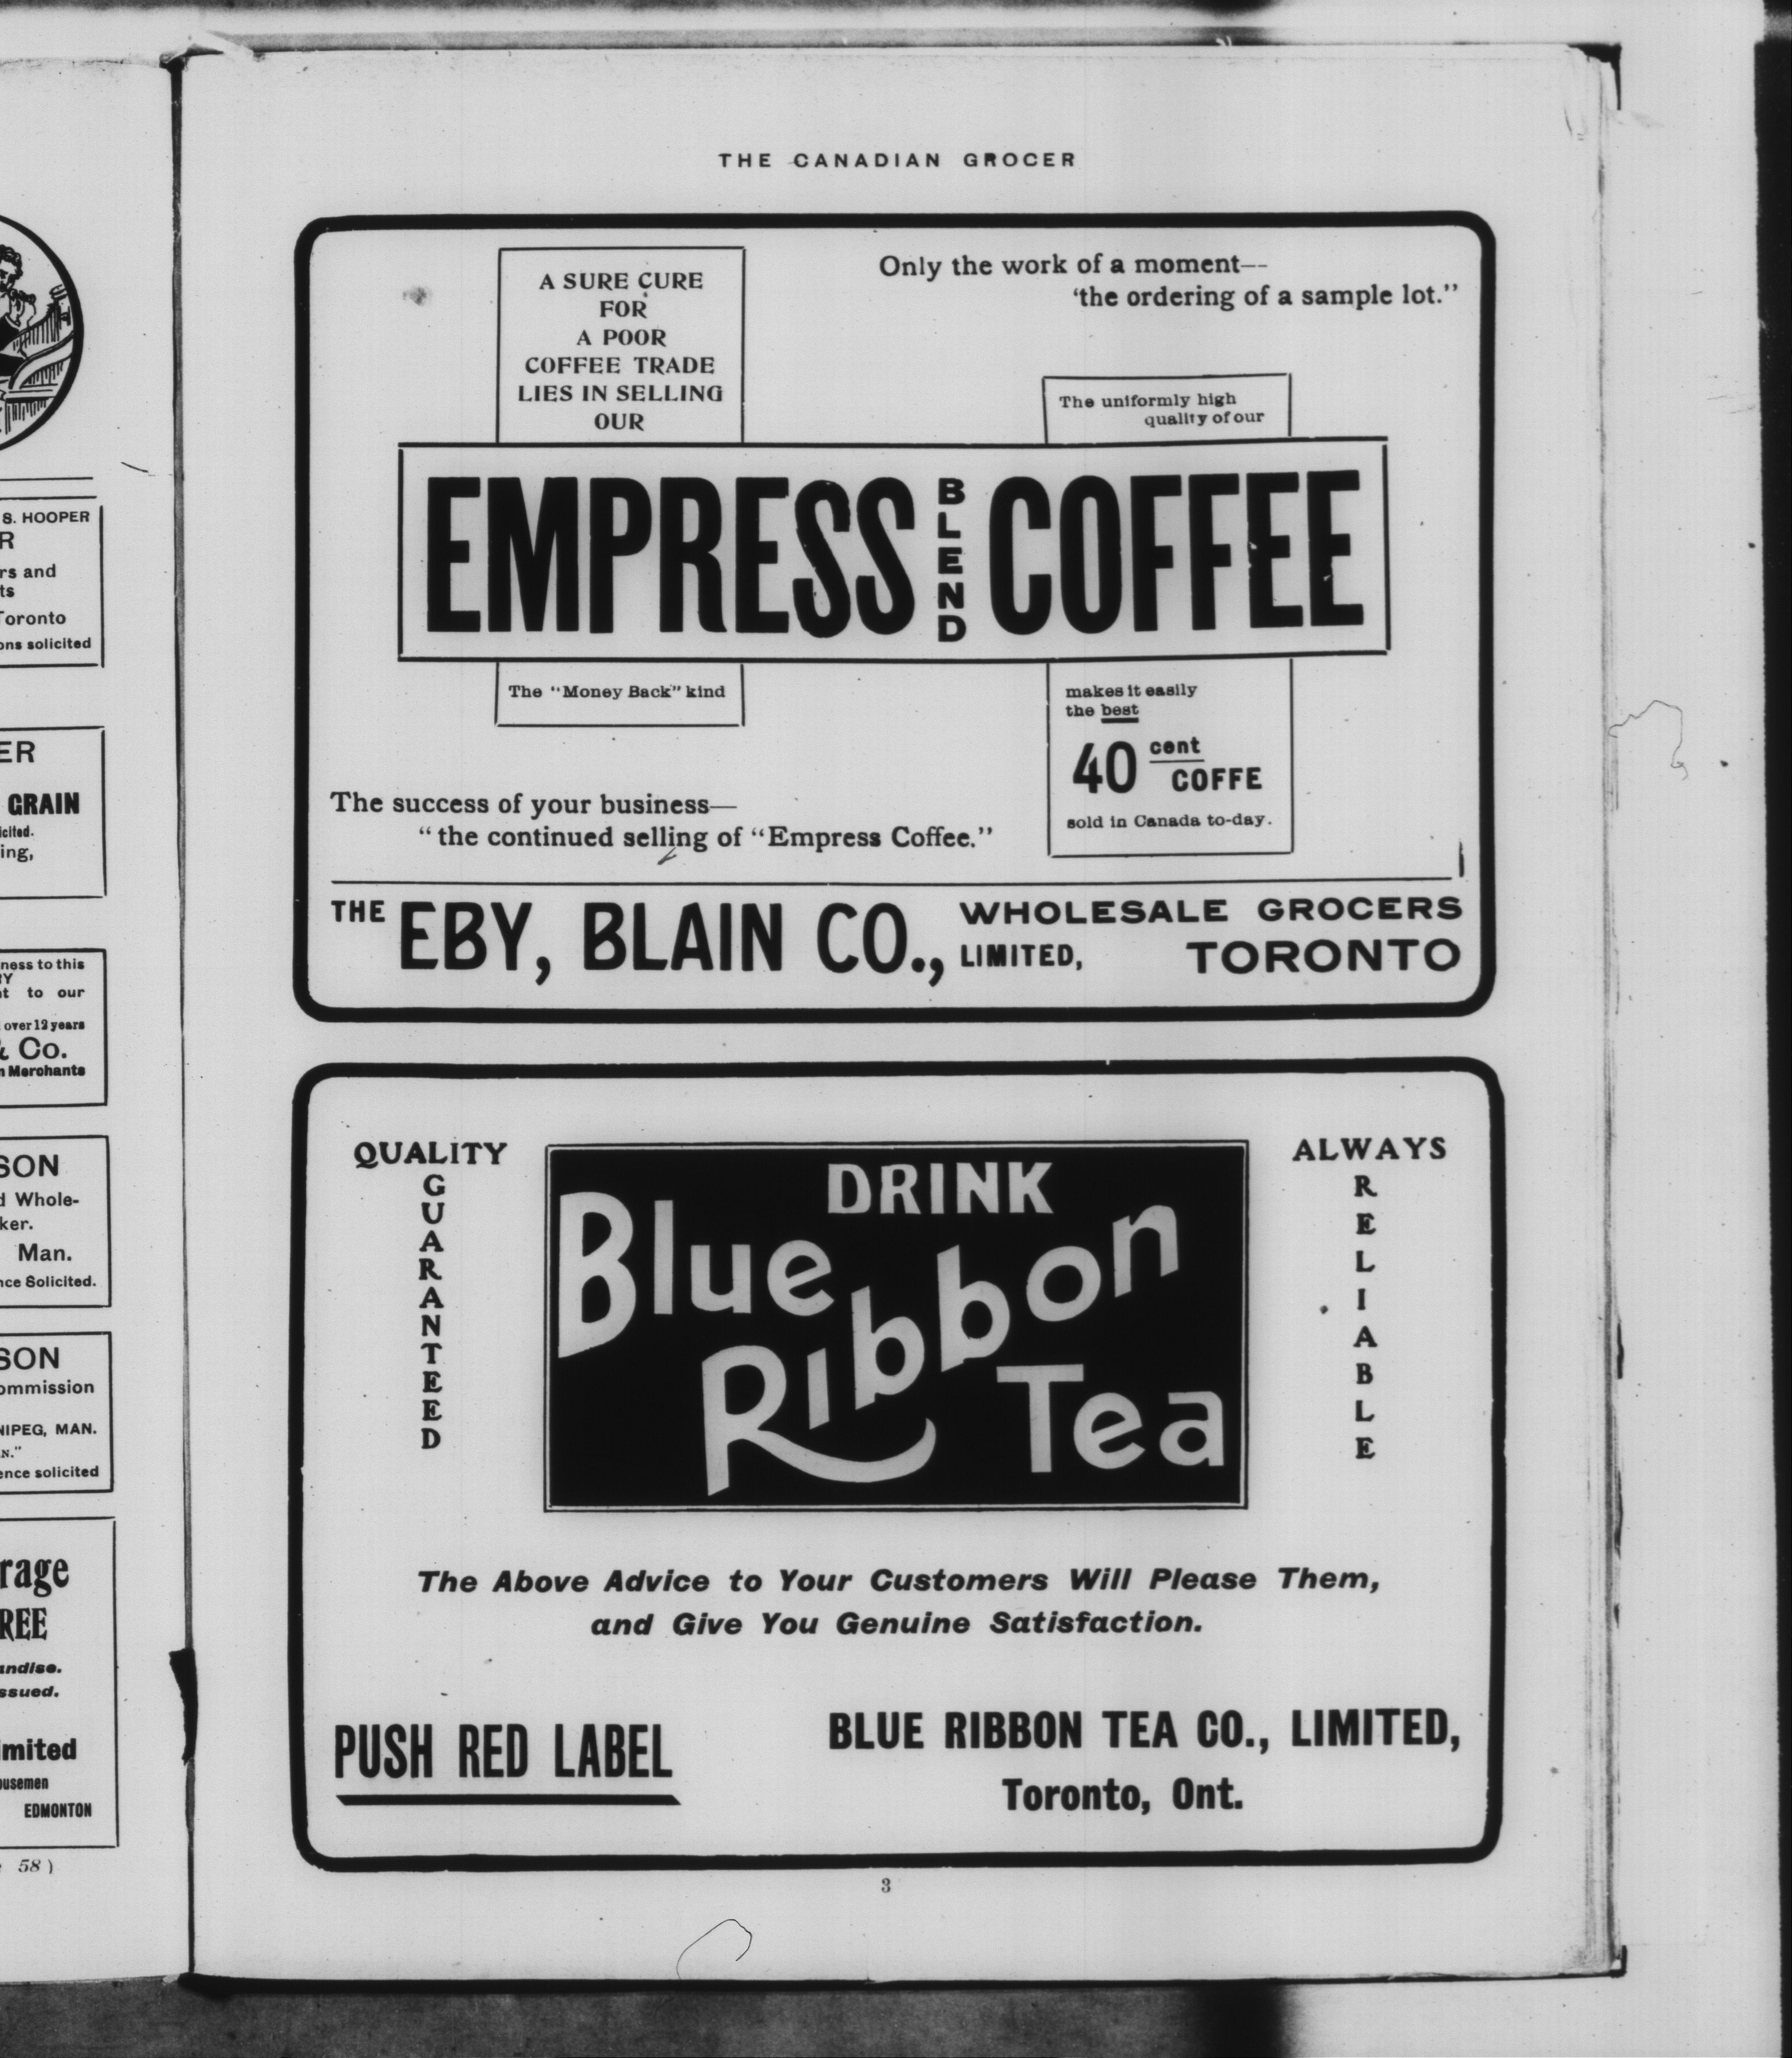 S. HOOPER
R
rs and
ts
Toronto
ons solicited
ER
GRAIN
icited.
ing,
ness to this
RY
nt to our
over 12 years
& Co.
n Merchants
SON
d Whole-
ker.
Man.
nce Solicited.
SON
ommission
NIPEG, MAN.
N."
ence solicited
rage
REE
andise.
ssued.
imited
ousemen
EDMONTON
58)
THE CANADIAN GROCER
A SURE CURE
FOR
A POOR
COFFEE TRADE
LIES IN SELLING
OUR
Only the work of a moment—
'the ordering of a sample lot."
The uniformly high
quality of our
EMPRESS BLEND COFFEE
The "Money Back" kind
makes it easily
the best
40 cent
COFFE
sold in Canada to-day.
The success of your business—
"the continued selling of "Empress Coffee."
THE EBY, BLAIN CO., LIMITED,
WHOLESALE GROCERS
TORONTO
QUALITY
GUARANTEED
DRINK
Blue
Ribbon
Tea
ALWAYS
RELIABLE
The Above Advice to Your Customers Will Please Them,
and Give You Genuine Satisfaction.
PUSH RED LABEL
BLUE RIBBON TEA CO., LIMITED,
Toronto, Ont.
3